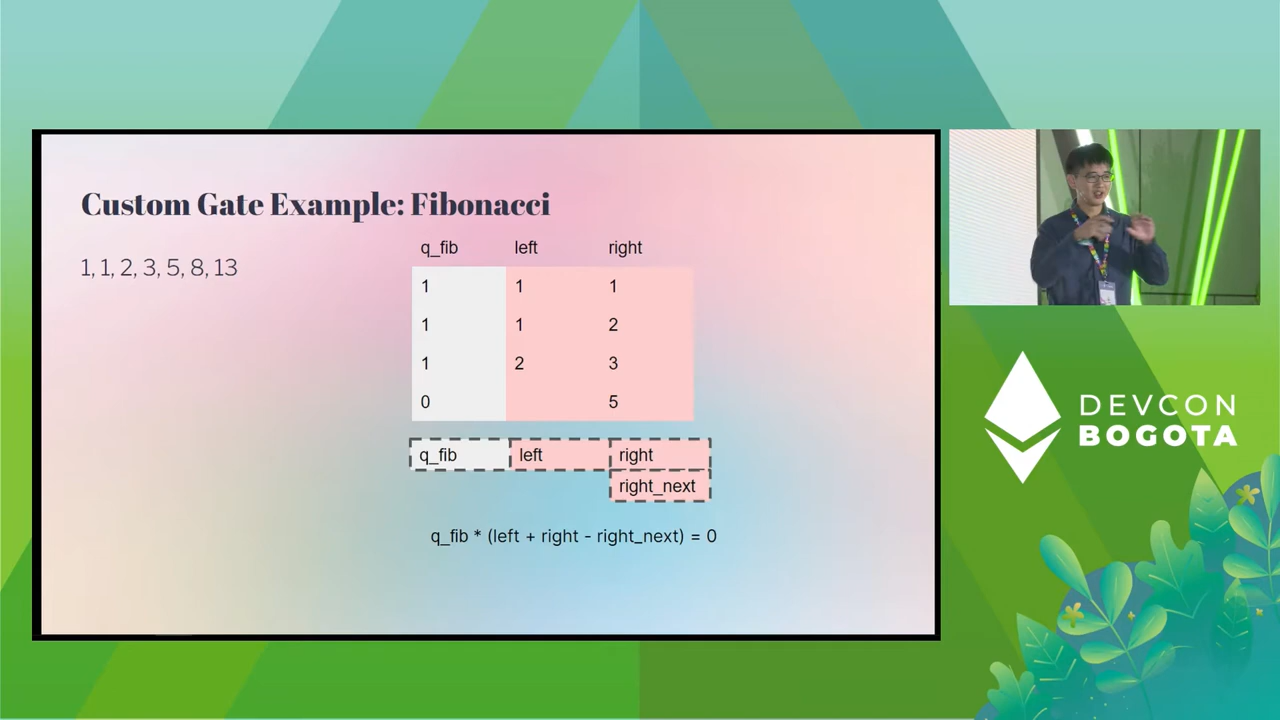 Custom Gate Example: Fibonacci
1, 1, 2, 3, 5, 8, 13
q_fib left right
1 1 1
1 1 2
1 2 3
0 5
q_fib left right
right_next
q_fib * (left + right - right_next) = 0
DEVCON
BOGOTA